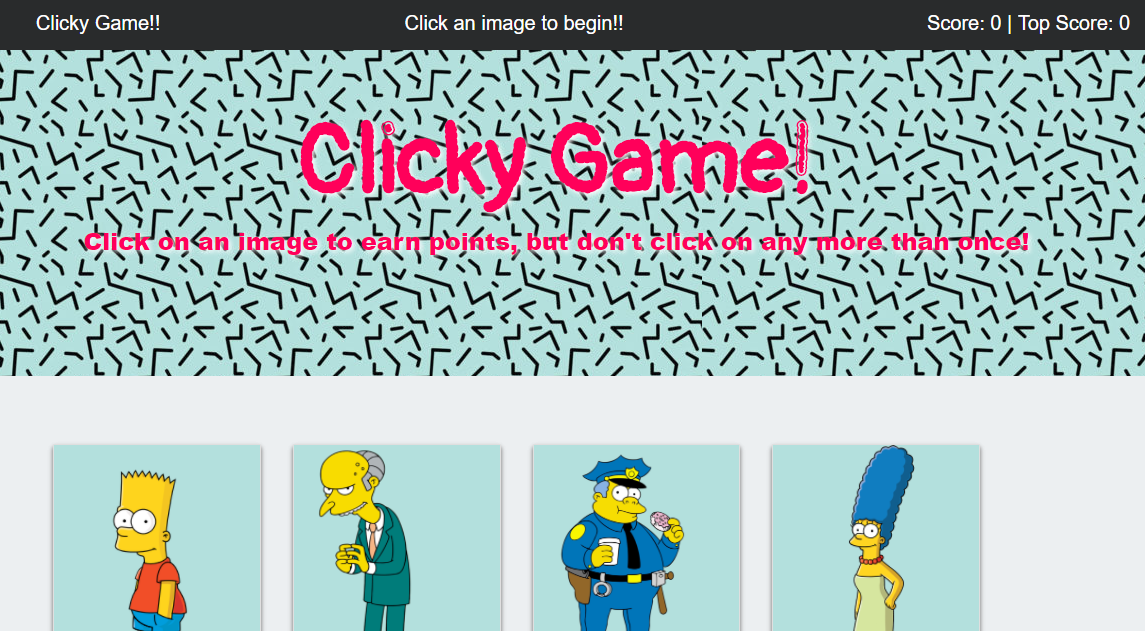 Clicky Game!!
Click an image to begin!!
Score: 0 | Top Score: 0
Clicky Game!
Click on an image to earn points, but don't click on any more than once!